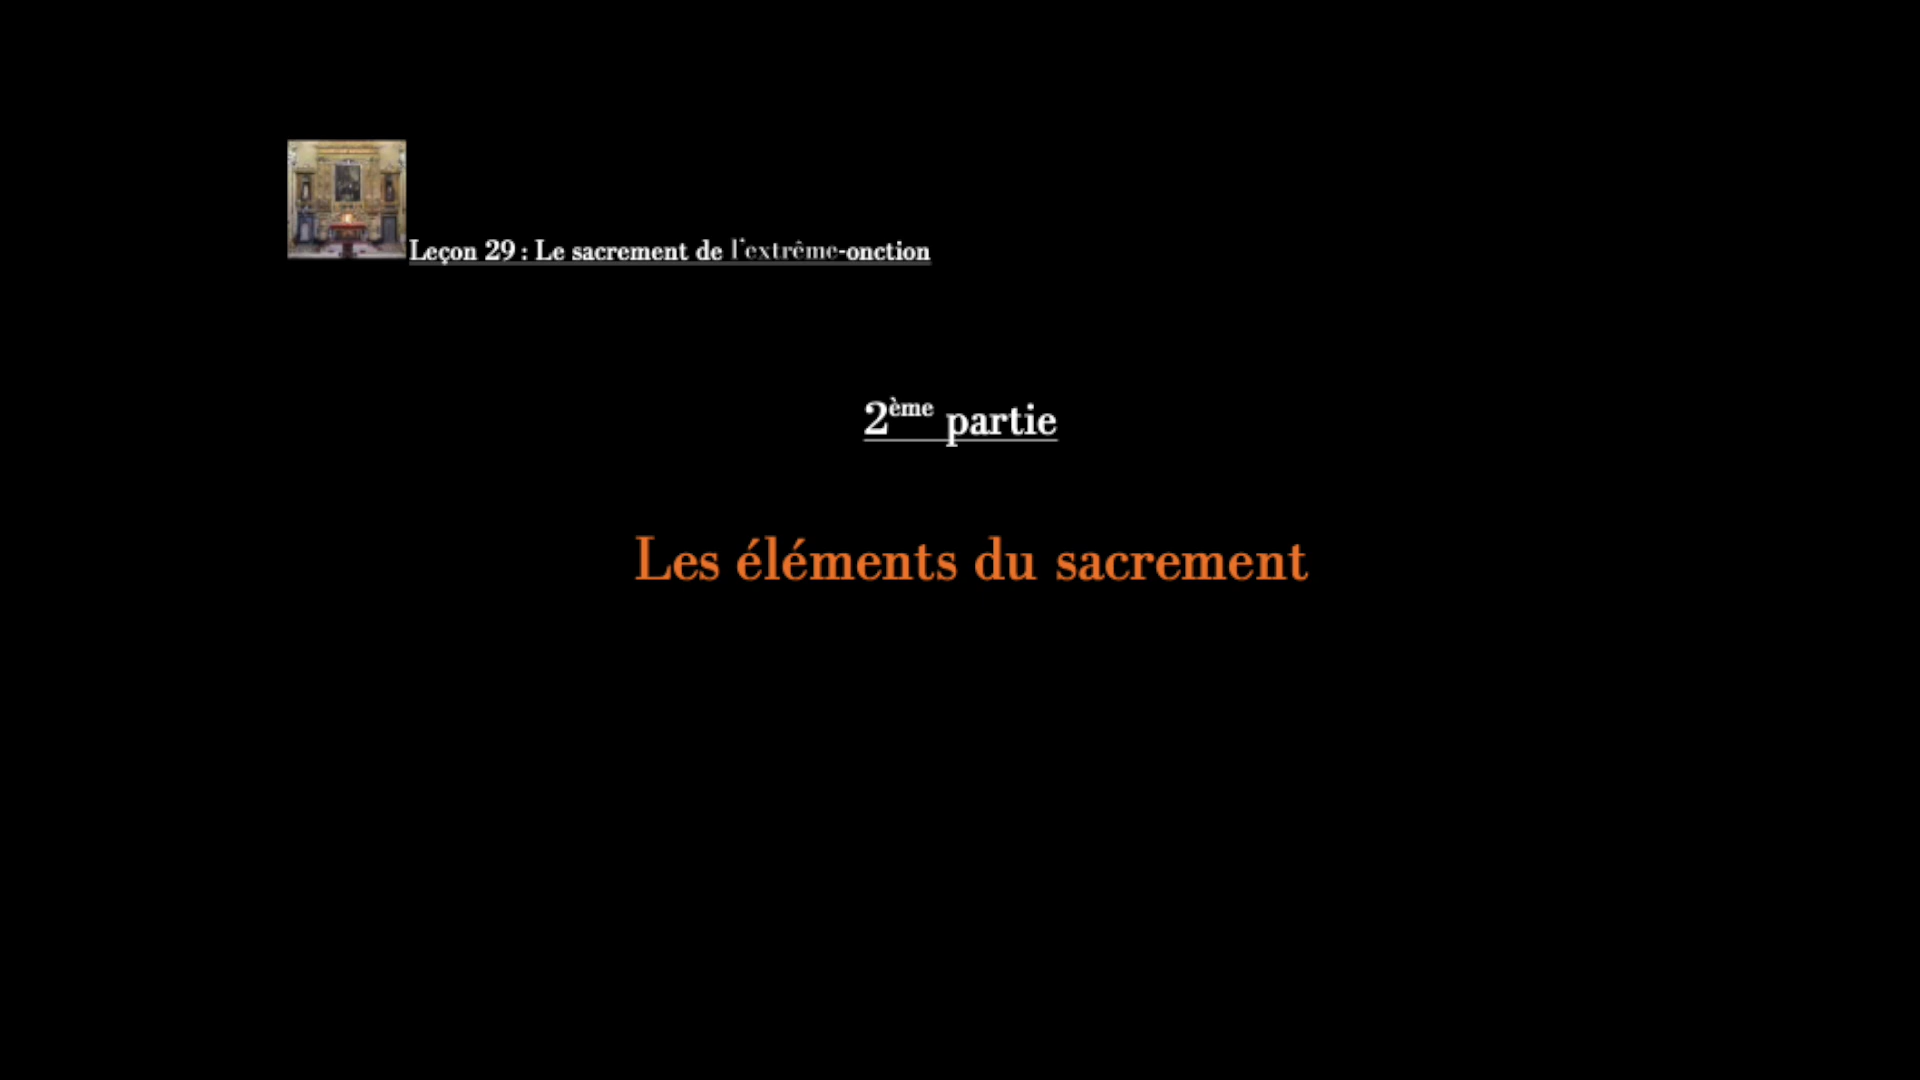 Leçon 29 : Le sacrement de l'extrême-onction
2ème partie
Les éléments du sacrement